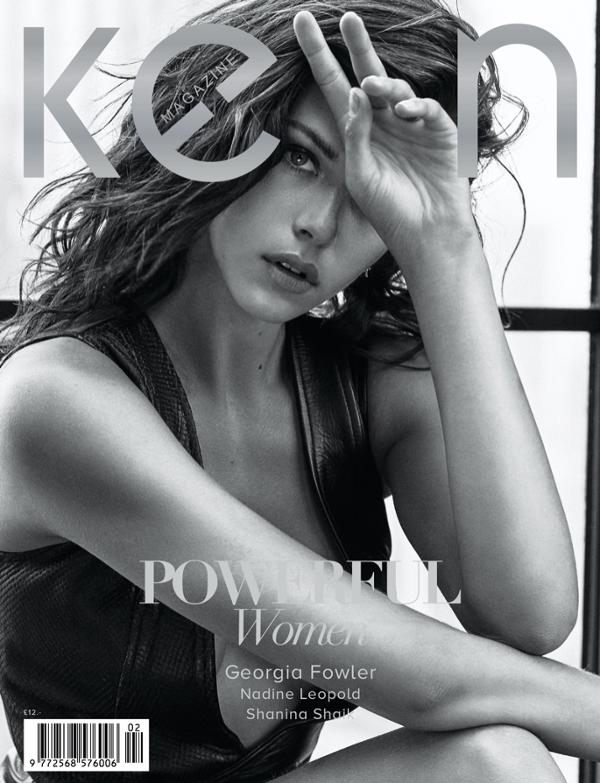 keen
MAGAZINE
POWERFUL
Women
Georgia Fowler
Nadine Leopold
Shanina Shaik
£12.-
02
9 772568 576006